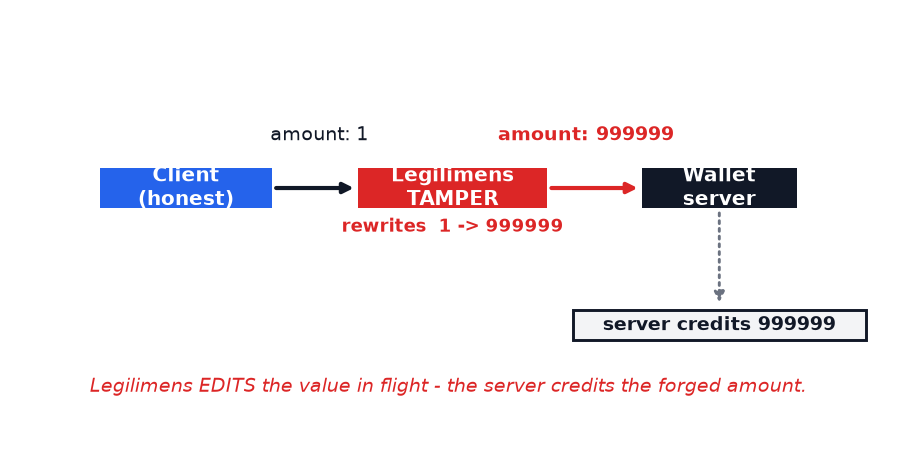 amount: 1
amount: 999999
Client
(honest)
Legilimens
TAMPER
Wallet
server
rewrites  1 -> 999999
server credits 999999
Legilimens EDITS the value in flight - the server credits the forged amount.